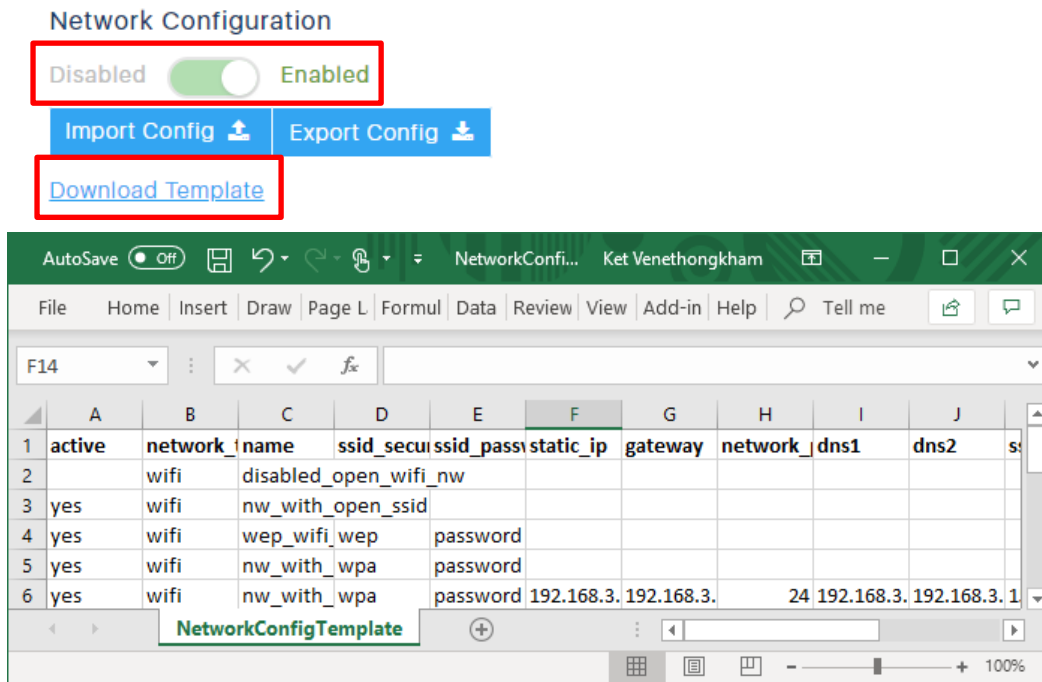 Network Configuration
Disabled Enabled
Import Config Export Config
Download Template
AutoSave Off NetworkConfi... Ket Venethongkham
File Home Insert Draw Page L Formul Data Review View Add-in Help Tell me
F14 fx
A B C D E F G H I J
1 active network_ name ssid_secu ssid_passw static_ip gateway network_ dns1 dns2 s
2 wifi disabled_open_wifi_nw
3 yes wifi nw_with_open_ssid
4 yes wifi wep_wifi_ wep password
5 yes wifi nw_with_ wpa password
6 yes wifi nw_with_ wpa password 192.168.3. 192.168.3. 24 192.168.3. 192.168.3. 1
NetworkConfigTemplate
100%